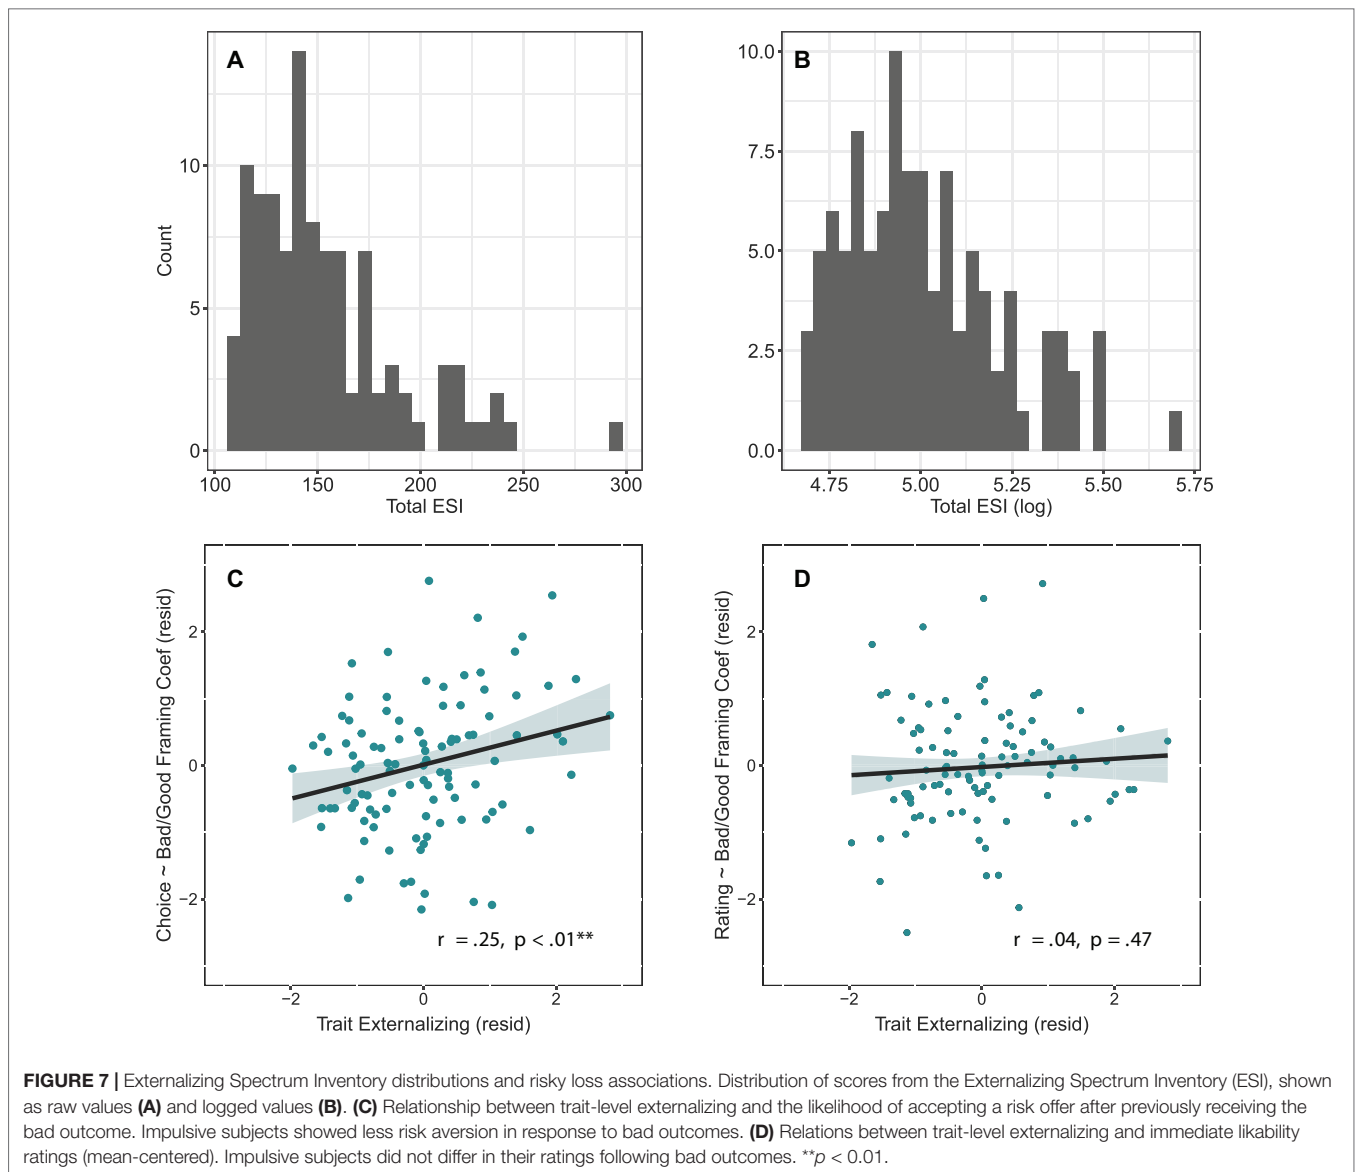 A
B
Count
10
5
0
100
150
200
250
300
Total ESI
10.0
7.5
5.0
2.5
0.0
4.75
5.00
5.25
5.50
5.75
Total ESI (log)
C
Choice ~ Bad/Good Framing Coef (resid)
2
0
−2
r = .25, p < .01**
−2
0
2
Trait Externalizing (resid)
D
Rating ~ Bad/Good Framing Coef (resid)
2
0
−2
r = .04, p = .47
−2
0
2
Trait Externalizing (resid)
FIGURE 7 | Externalizing Spectrum Inventory distributions and risky loss associations. Distribution of scores from the Externalizing Spectrum Inventory (ESI), shown
as raw values (A) and logged values (B). (C) Relationship between trait-level externalizing and the likelihood of accepting a risk offer after previously receiving the
bad outcome. Impulsive subjects showed less risk aversion in response to bad outcomes. (D) Relations between trait-level externalizing and immediate likability
ratings (mean-centered). Impulsive subjects did not differ in their ratings following bad outcomes. **p < 0.01.